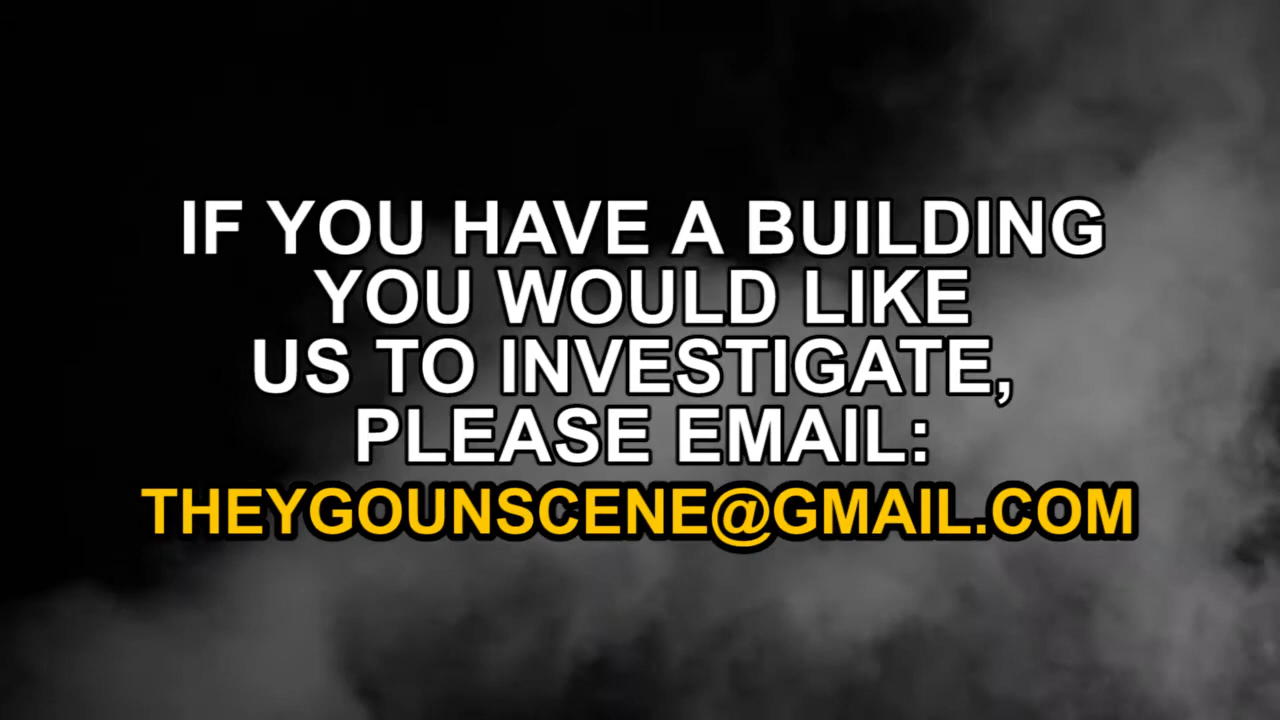 IF YOU HAVE A BUILDING
YOU WOULD LIKE
US TO INVESTIGATE,
PLEASE EMAIL:
THEYGOUNSCENE@GMAIL.COM